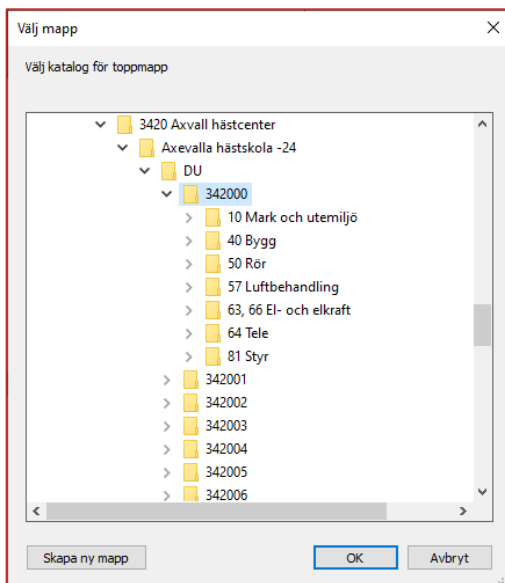 Välj mapp
Välj katalog för toppmapp
3420 Axvall hästcenter
Axevalla hästskola -24
DU
342000
10 Mark och utemiljö
40 Bygg
50 Rör
57 Luftbehandling
63, 66 El- och elkraft
64 Tele
81 Styr
342001
342002
342003
342004
342005
342006
Skapa ny mapp
OK
Avbryt